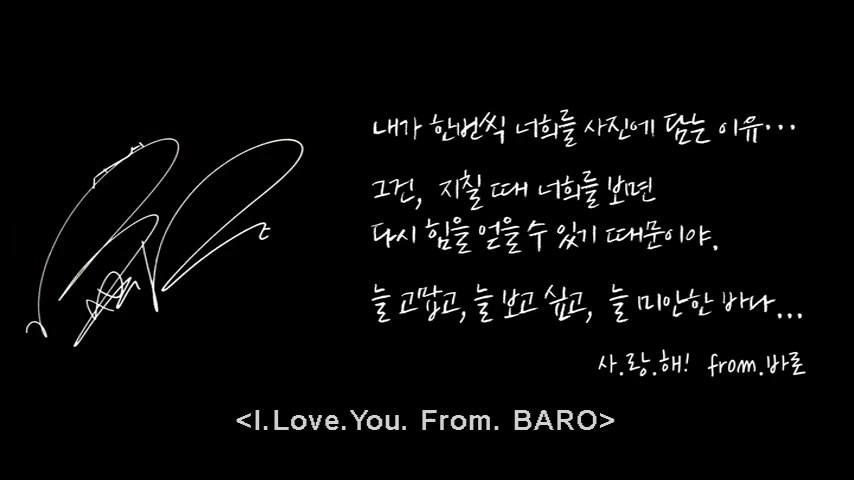 내가 한번씩 너희를 사진에 담는 이유...
그건, 지칠 때 너희를 보면
다시 힘을 얻을 수 있기 때문이야.
늘 고맙고, 늘 보고 싶고, 늘 미안한 바다...
사.랑.해! from.바로
<I.Love.You. From. BARO>